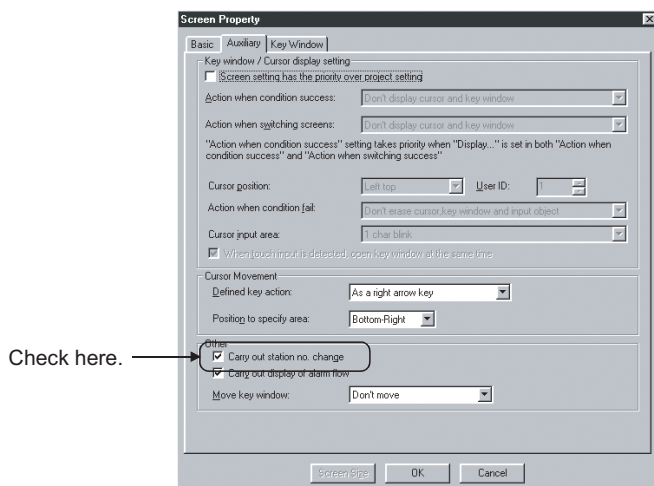 Screen Property
Basic Auxiliary Key Window
Key window / Cursor display setting
Screen setting has the priority over project setting
Action when condition success: Don't display cursor and key window
Action when switching screens: Don't display cursor and key window
"Action when condition success" setting takes priority when "Display..." is set in both "Action when
condition success" and "Action when switching success"
Cursor position: Left top User ID: 1
Action when condition fail: Don't erase cursor,key window and input object
Cursor input area: 1 char blink
When touch input is detected, open key window at the same time
Cursor Movement
Defined key action: As a right arrow key
Position to specify area: Bottom-Right
Other
Check here. Carry out station no. change
Carry out display of alarm flow
Move key window: Don't move
Screen Size OK Cancel